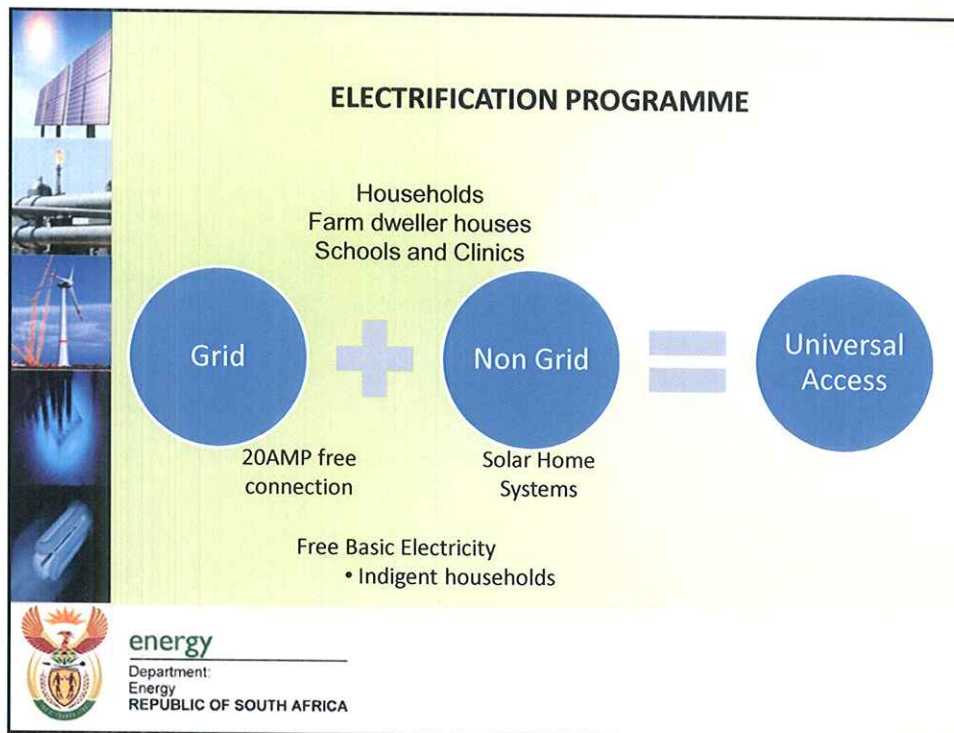 ELECTRIFICATION PROGRAMME
Households
Farm dweller houses
Schools and Clinics
Grid
Non Grid
Universal
Access
20AMP free
connection
Solar Home
Systems
Free Basic Electricity
• Indigent households
energy
Department:
Energy
REPUBLIC OF SOUTH AFRICA